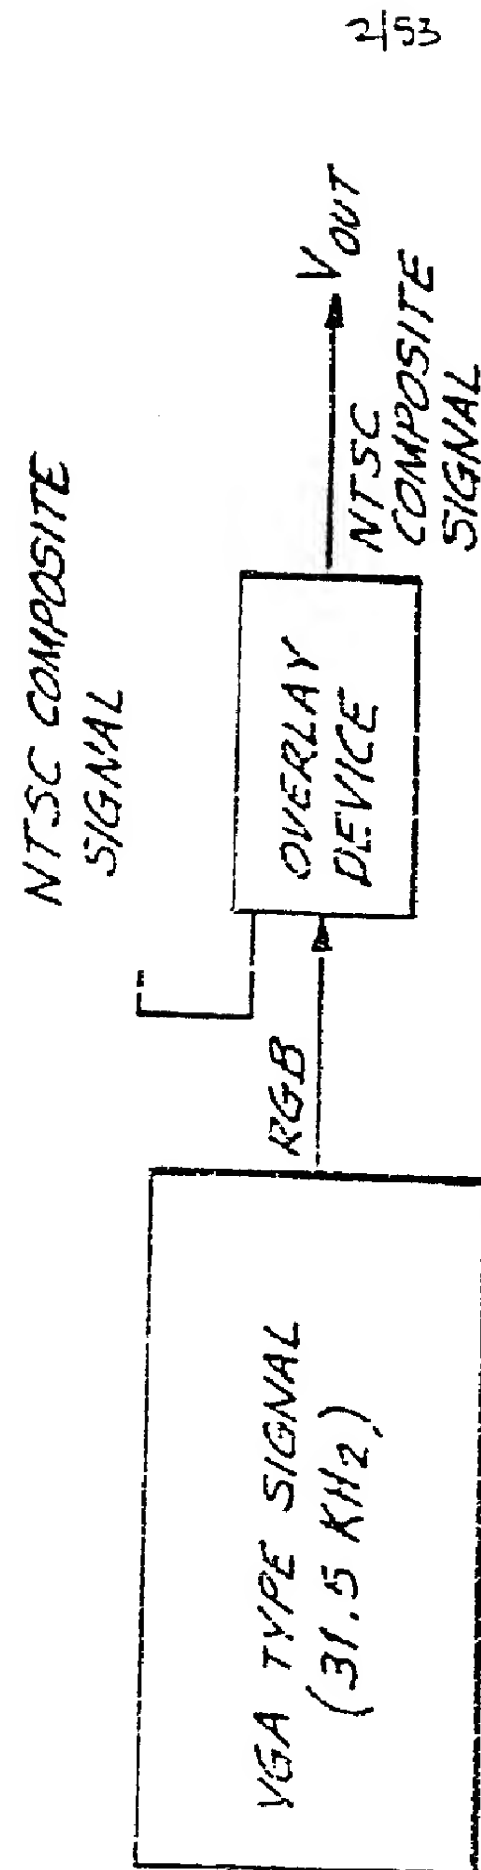 2/53
NTSC COMPOSITE
SIGNAL
VGA TYPE SIGNAL
(31.5 KHz)
RGB
OVERLAY
DEVICE
VOUT
NTSC
COMPOSITE
SIGNAL